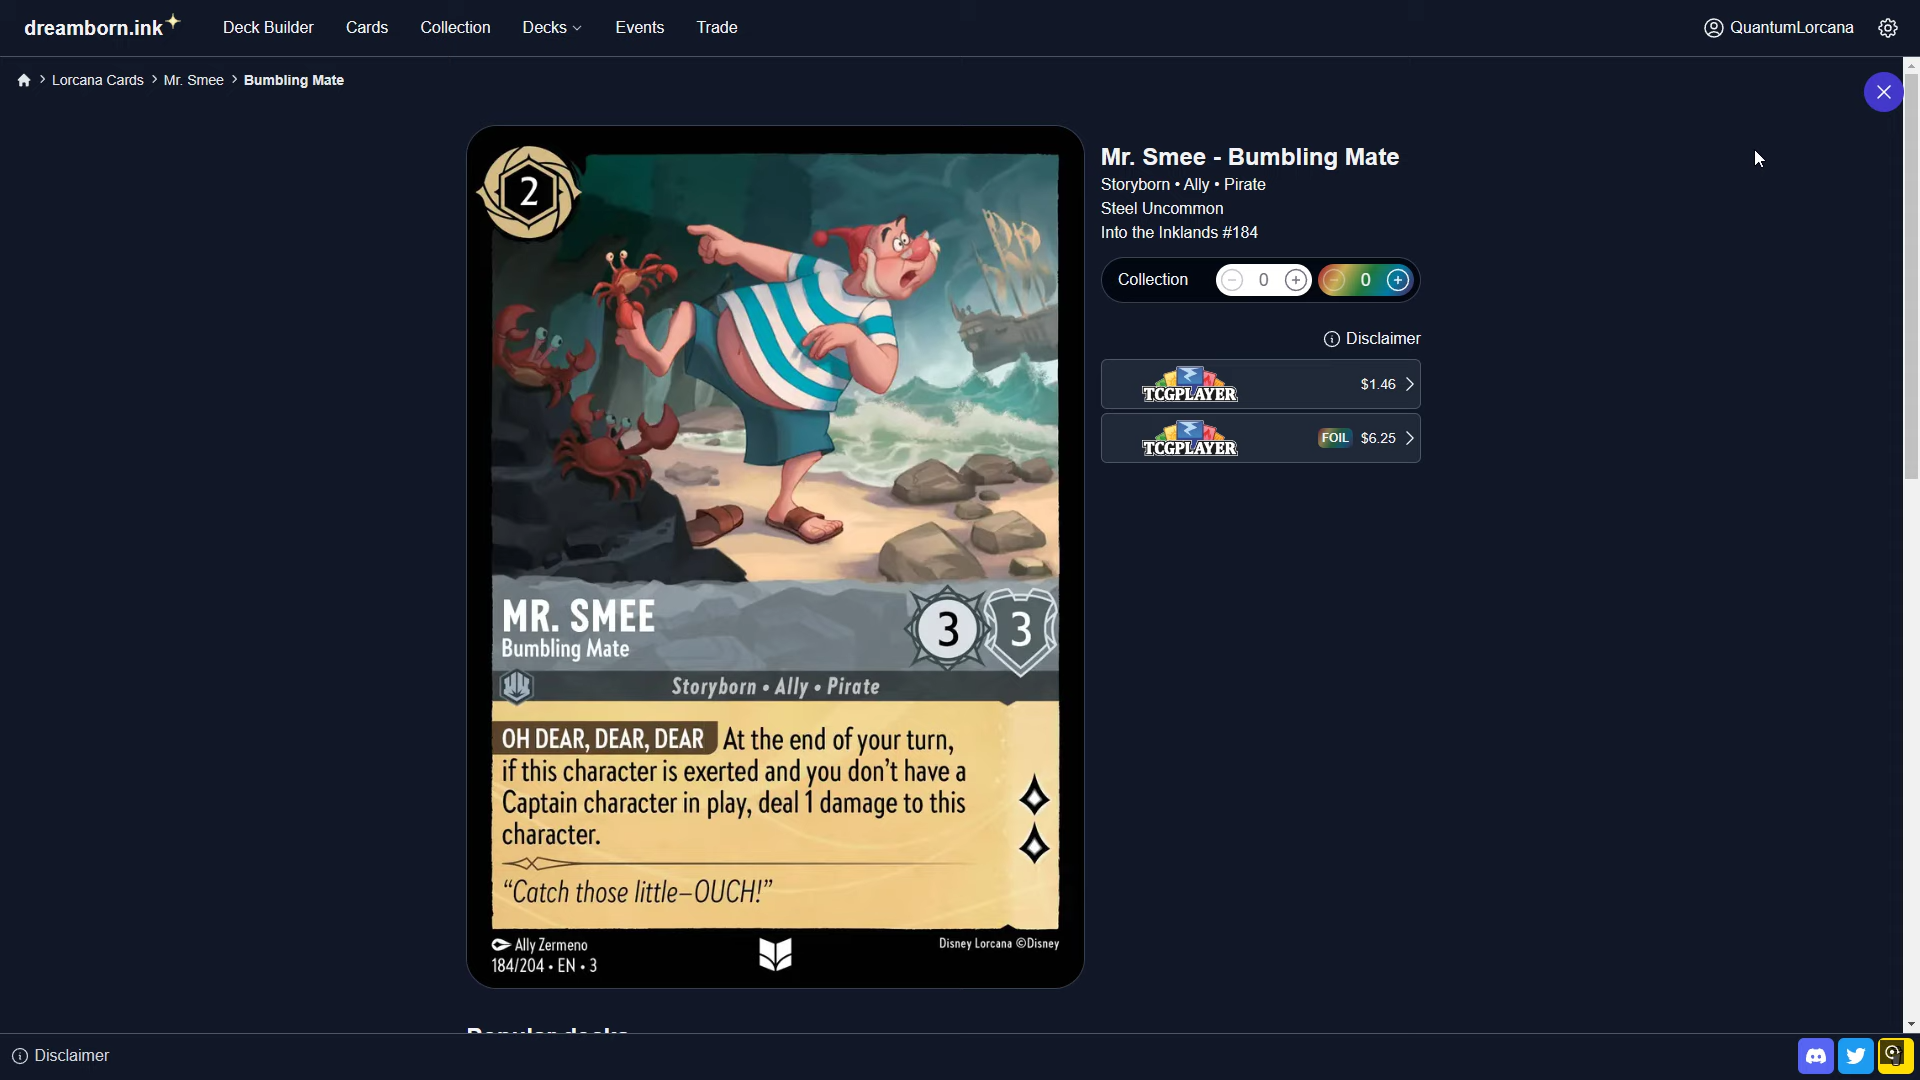 dreamborn.ink
Deck Builder
Cards
Collection
Decks
Events
Trade
QuantumLorcana
Lorcana Cards
Mr. Smee
Bumbling Mate
2
MR. SMEE
Bumbling Mate
3
3
Storyborn • Ally • Pirate
OH DEAR, DEAR, DEAR At the end of your turn,
if this character is exerted and you don't have a
Captain character in play, deal 1 damage to this
character.
“Catch those little–OUCH!”
Ally Zermeno
184/204 • EN • 3
Disney Lorcana ©Disney
Mr. Smee - Bumbling Mate
Storyborn • Ally • Pirate
Steel Uncommon
Into the Inklands #184
Collection
0
0
Disclaimer
TCGPLAYER
$1.46
TCGPLAYER
FOIL
$6.25
Popular decks
Disclaimer